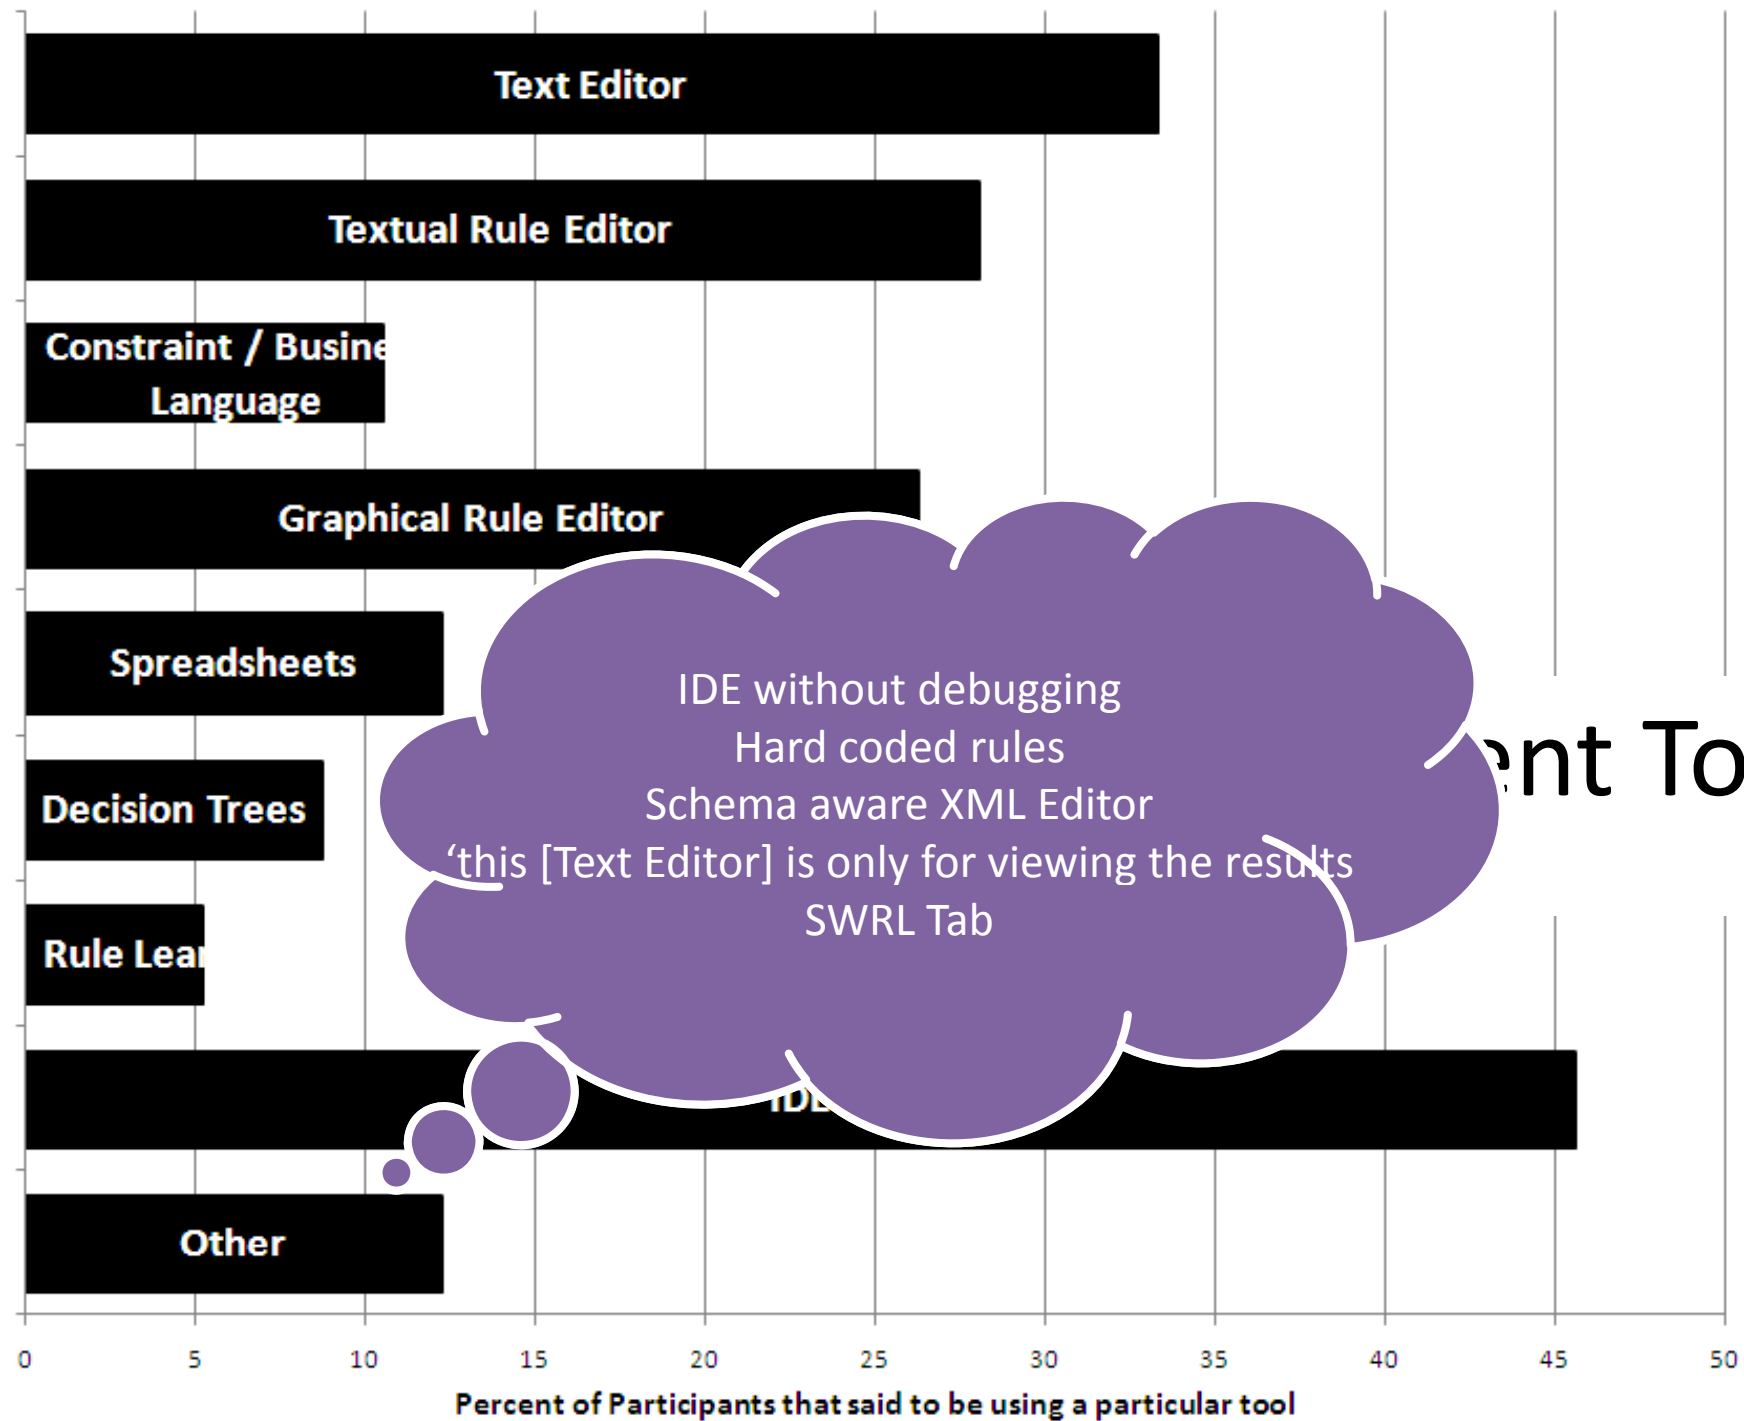 Text Editor
Textual Rule Editor
Constraint / Busine
Language
Graphical Rule Editor
Spreadsheets
IDE without debugging
Hard coded rules
Schema aware XML Editor
‘this [Text Editor] is only for viewing the results
SWRL Tab
ent To
Decision Trees
Rule Lear
IDE
Other
0 5 10 15 20 25 30 35 40 45 50
Percent of Participants that said to be using a particular tool